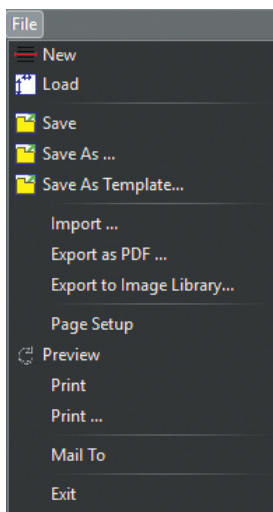 File
New
Load
Save
Save As ...
Save As Template...
Import ...
Export as PDF ...
Export to Image Library...
Page Setup
Preview
Print
Print ...
Mail To
Exit